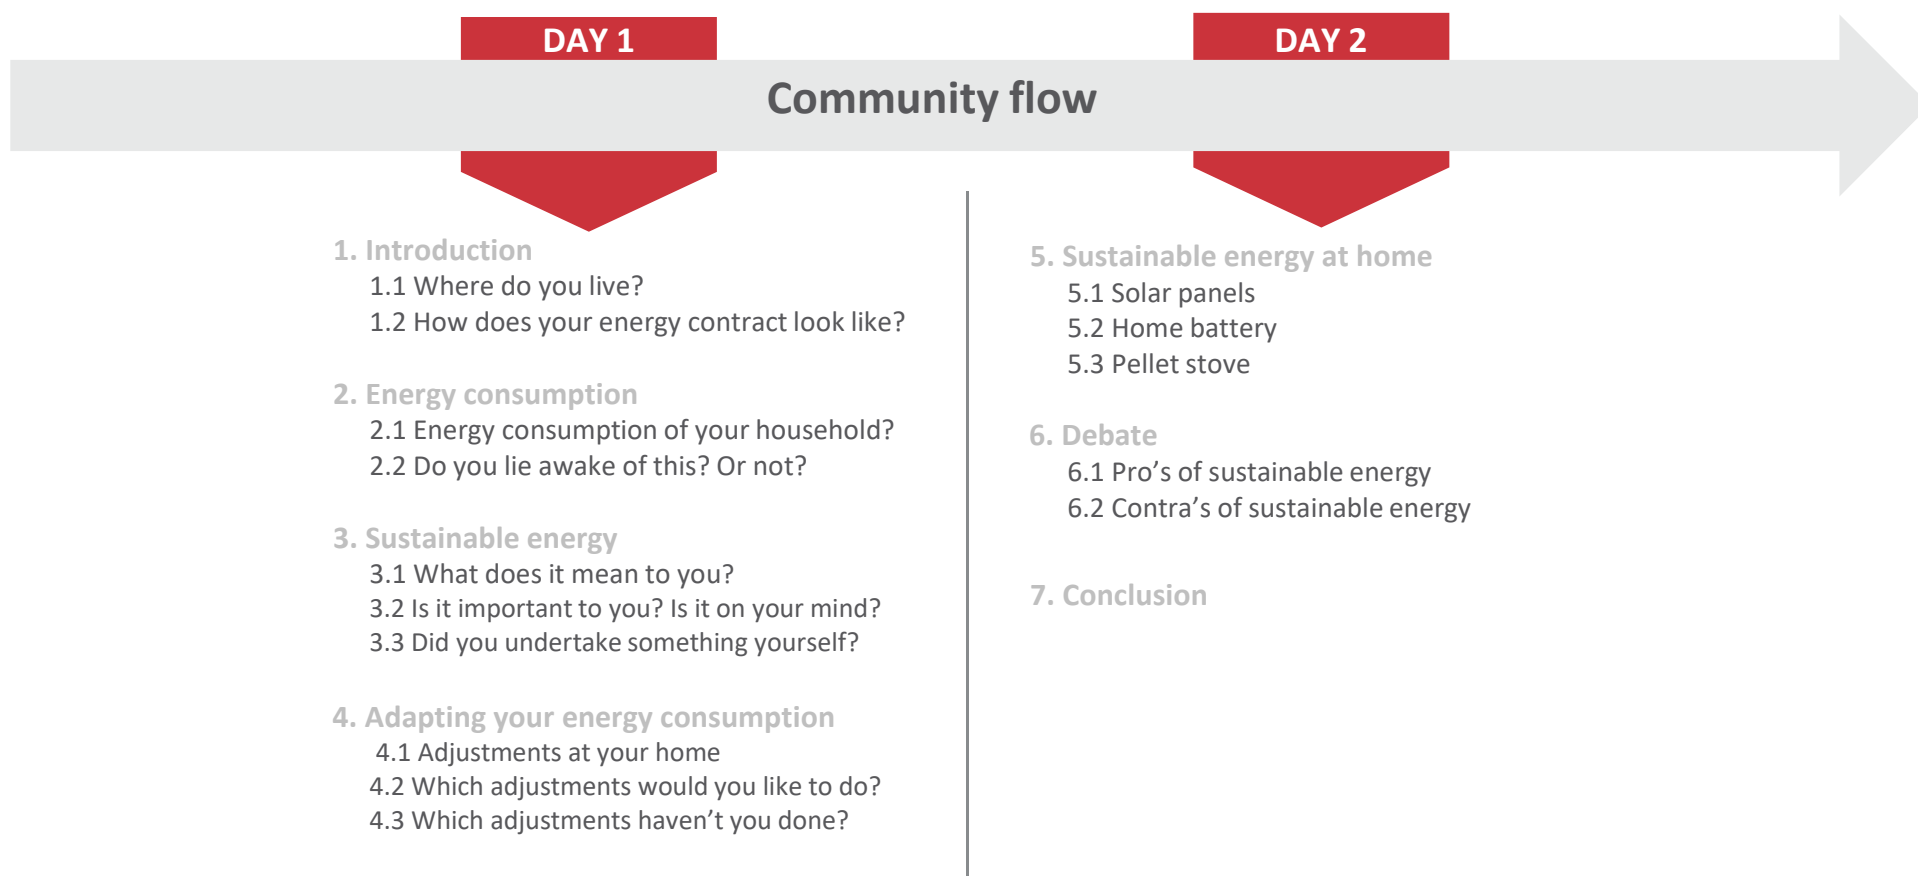 DAY 1
DAY 2
Community flow
1. Introduction
1.1 Where do you live?
1.2 How does your energy contract look like?
2. Energy consumption
2.1 Energy consumption of your household?
2.2 Do you lie awake of this? Or not?
3. Sustainable energy
3.1 What does it mean to you?
3.2 Is it important to you? Is it on your mind?
3.3 Did you undertake something yourself?
4. Adapting your energy consumption
4.1 Adjustments at your home
4.2 Which adjustments would you like to do?
4.3 Which adjustments haven’t you done?
5. Sustainable energy at home
5.1 Solar panels
5.2 Home battery
5.3 Pellet stove
6. Debate
6.1 Pro’s of sustainable energy
6.2 Contra’s of sustainable energy
7. Conclusion